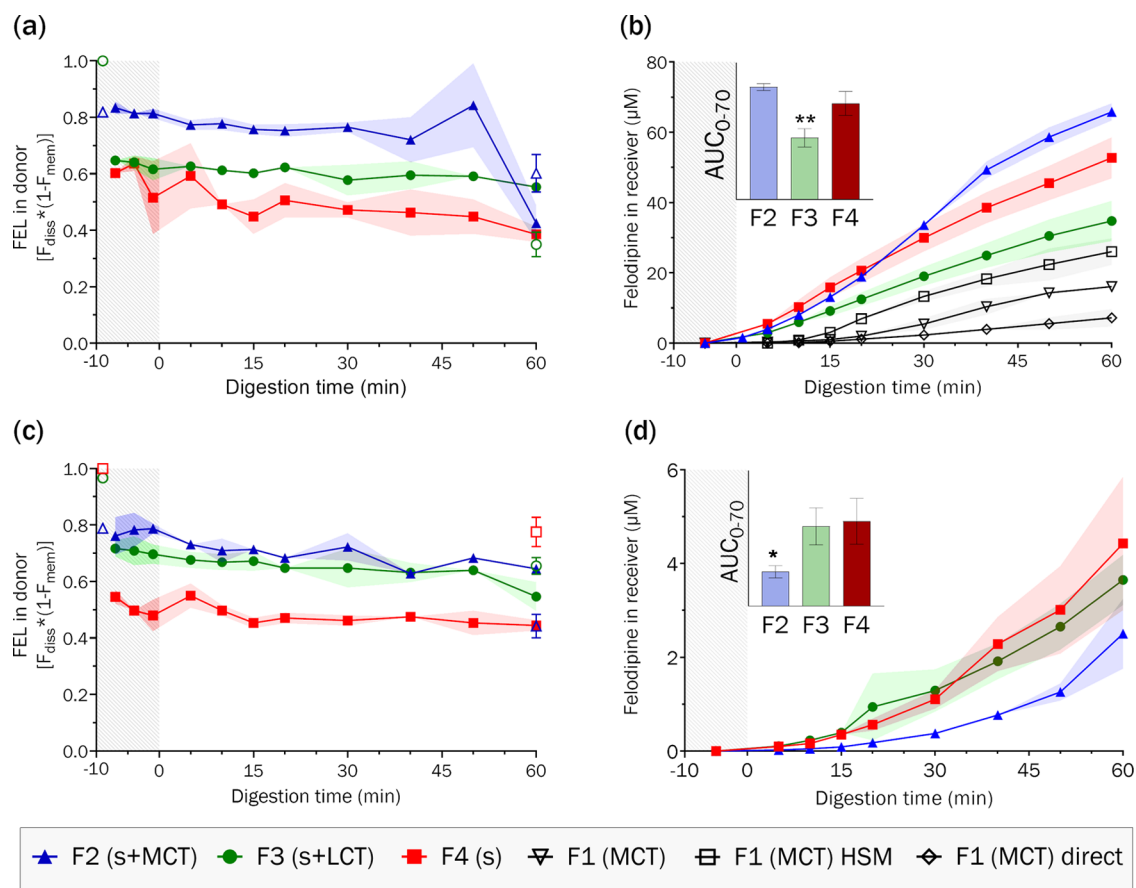 (a)
FEL in donor
[Fdiss*(1-Fmem)]
1.0
0.8
0.6
0.4
0.2
0.0
-10 0 15 30 45 60
Digestion time (min)
(b)
Felodipine in receiver (µM)
80
60
40
20
0
-10 0 15 30 45 60
Digestion time (min)
AUC0-70
**
F2 F3 F4
(c)
FEL in donor
[Fdiss*(1-Fmem)]
1.0
0.8
0.6
0.4
0.2
0.0
-10 0 15 30 45 60
Digestion time (min)
(d)
Felodipine in receiver (µM)
6
4
2
0
-10 0 15 30 45 60
Digestion time (min)
AUC0-70
*
F2 F3 F4
F2 (s+MCT) F3 (s+LCT) F4 (s) F1 (MCT) F1 (MCT) HSM F1 (MCT) direct